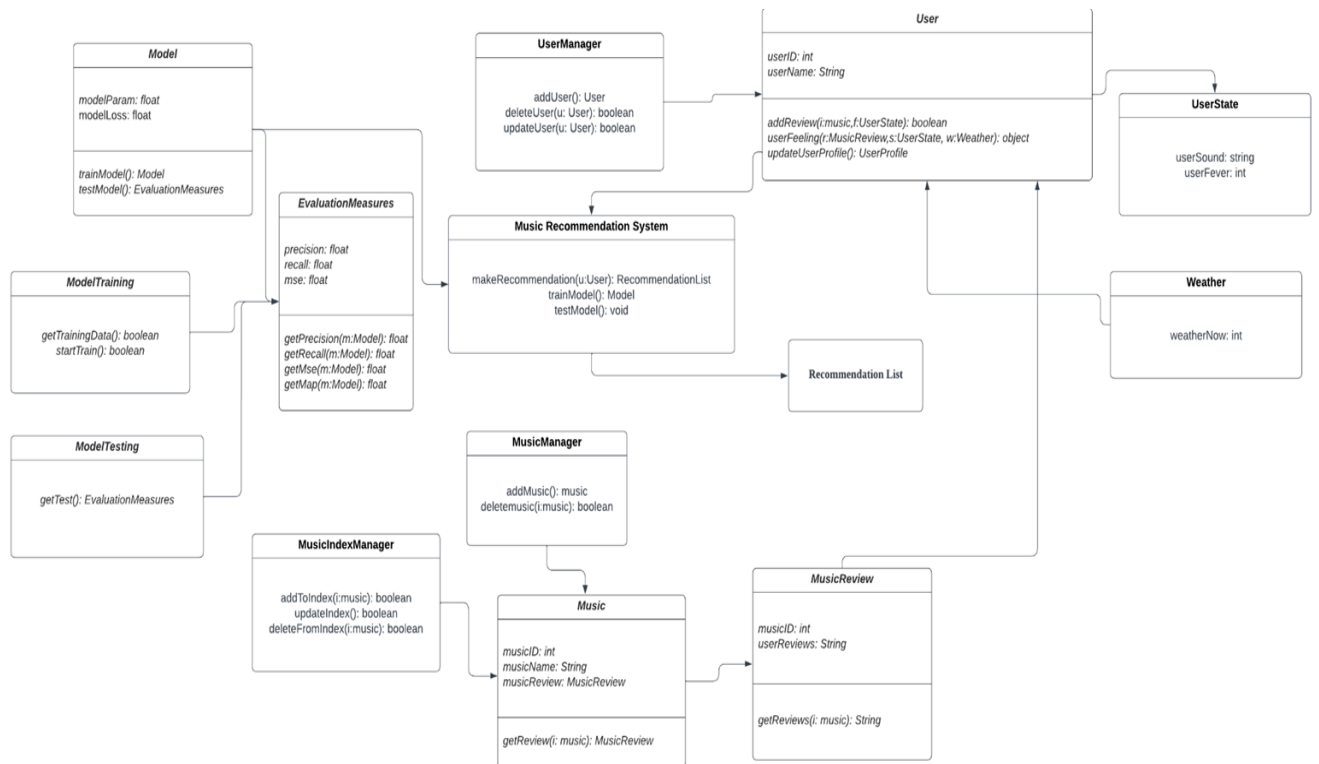 User
userID: int
userName: String
addReview(i:music,f:UserState): boolean
userFeeling(r:MusicReview,s:UserState, w:Weather): object
updateUserProfile(): UserProfile
UserManager
addUser(): User
deleteUser(u: User): boolean
updateUser(u: User): boolean
Model
modelParam: float
modelLoss: float
trainModel(): Model
testModel(): EvaluationMeasures
UserState
userSound: string
userFever: int
EvaluationMeasures
precision: float
recall: float
mse: float
getPrecision(m:Model): float
getRecall(m:Model): float
getMse(m:Model): float
getMap(m:Model): float
Music Recommendation System
makeRecommendation(u:User): RecommendationList
trainModel(): Model
testModel(): void
ModelTraining
getTrainingData(): boolean
startTrain(): boolean
Weather
weatherNow: int
Recommendation List
ModelTesting
getTest(): EvaluationMeasures
MusicManager
addMusic(): music
deletemusic(i:music): boolean
MusicIndexManager
addToIndex(i:music): boolean
updateIndex(): boolean
deleteFromIndex(i:music): boolean
Music
musicID: int
musicName: String
musicReview: MusicReview
getReview(i: music): MusicReview
MusicReview
musicID: int
userReviews: String
getReviews(i: music): String